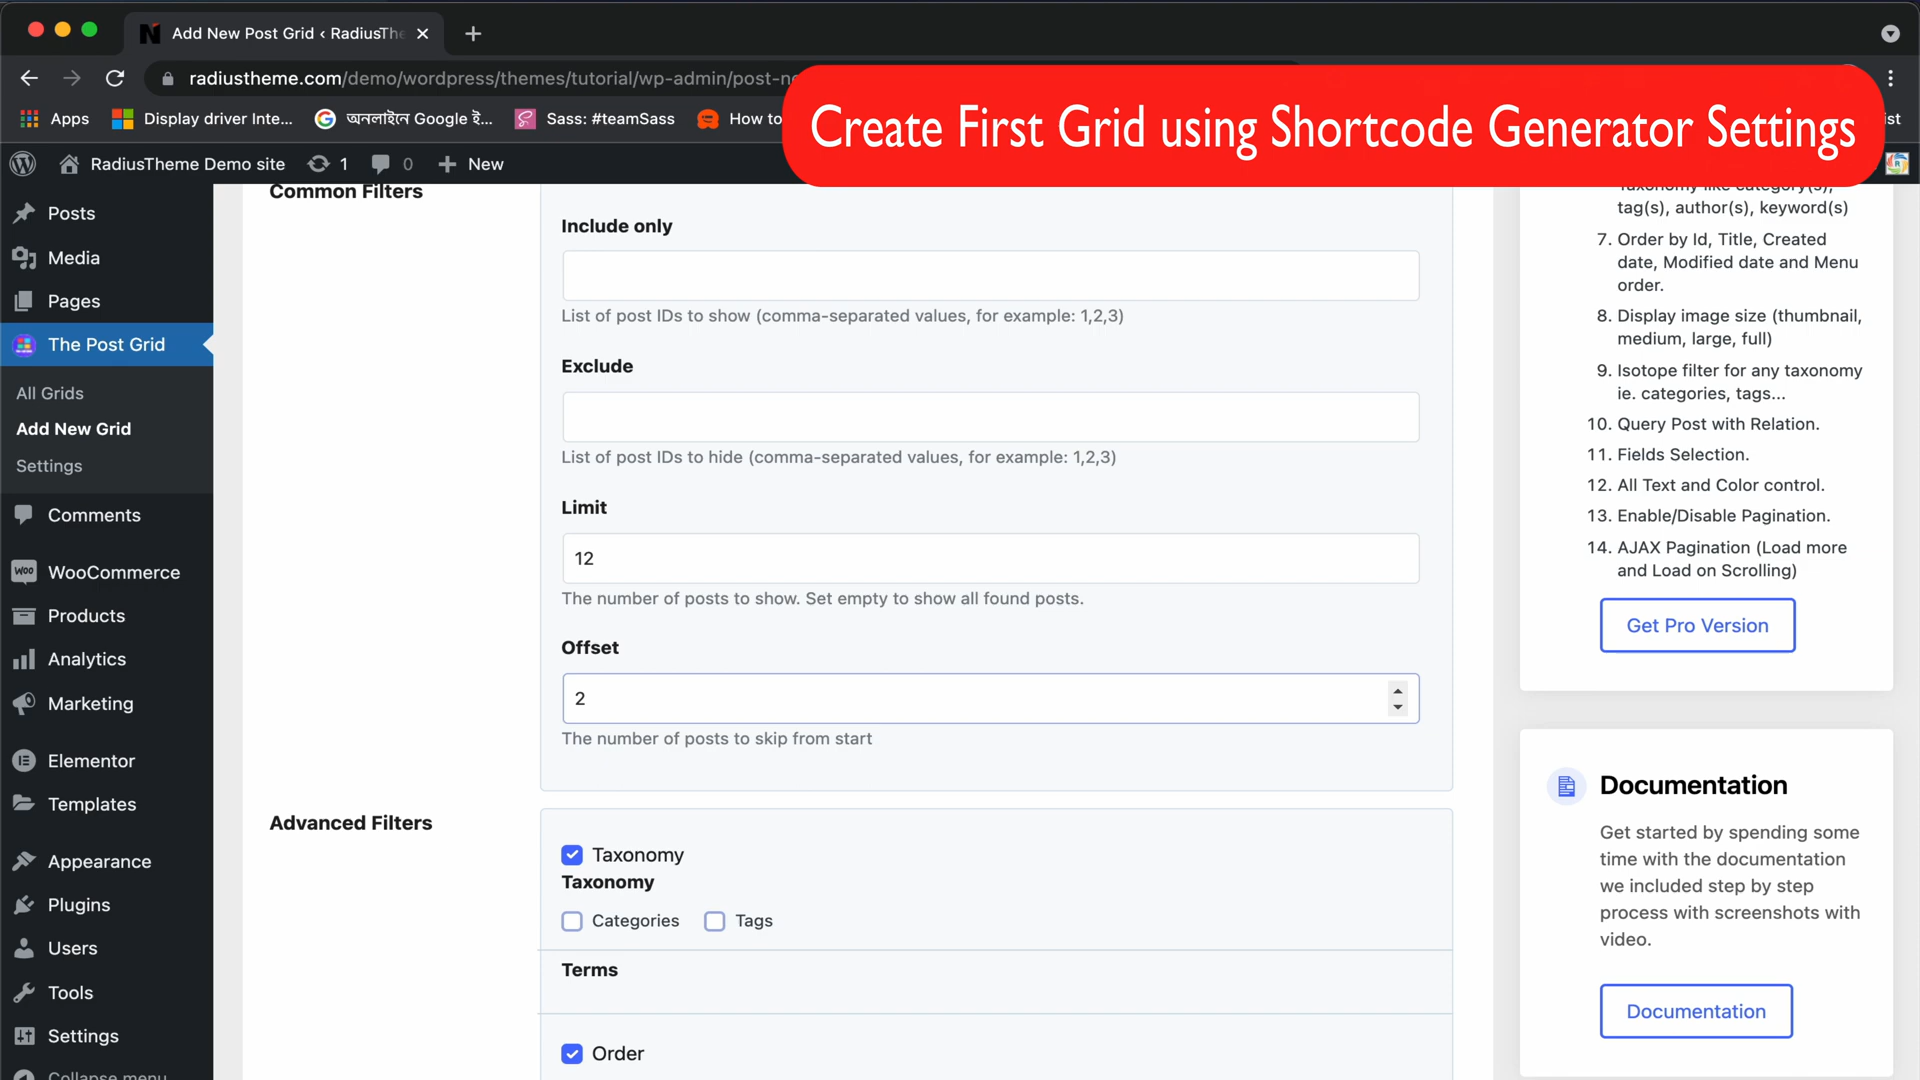 Add New Post Grid ‹ RadiusThe
radiustheme.com/demo/wordpress/themes/tutorial/wp-admin/post-ne
Create First Grid using Shortcode Generator Settings
Apps
Display driver Inte...
অনলাইনে Google ই...
Sass: #teamSass
How to
ist
RadiusTheme Demo site
1
0
New
Posts
Media
Pages
The Post Grid
All Grids
Add New Grid
Settings
Comments
WOO
WooCommerce
Products
Analytics
Marketing
Elementor
Templates
Appearance
Plugins
Users
Tools
Settings
Collapse menu
Common Filters
Include only
List of post IDs to show (comma-separated values, for example: 1,2,3)
Exclude
List of post IDs to hide (comma-separated values, for example: 1,2,3)
Limit
12
The number of posts to show. Set empty to show all found posts.
Offset
2
The number of posts to skip from start
Advanced Filters
Taxonomy
Taxonomy
Categories
Tags
Terms
Order
Taxonomy like category(s),
tag(s), author(s), keyword(s)
7. Order by Id, Title, Created
date, Modified date and Menu
order.
8. Display image size (thumbnail,
medium, large, full)
9. Isotope filter for any taxonomy
ie. categories, tags...
10. Query Post with Relation.
11. Fields Selection.
12. All Text and Color control.
13. Enable/Disable Pagination.
14. AJAX Pagination (Load more
and Load on Scrolling)
Get Pro Version
Documentation
Get started by spending some
time with the documentation
we included step by step
process with screenshots with
video.
Documentation